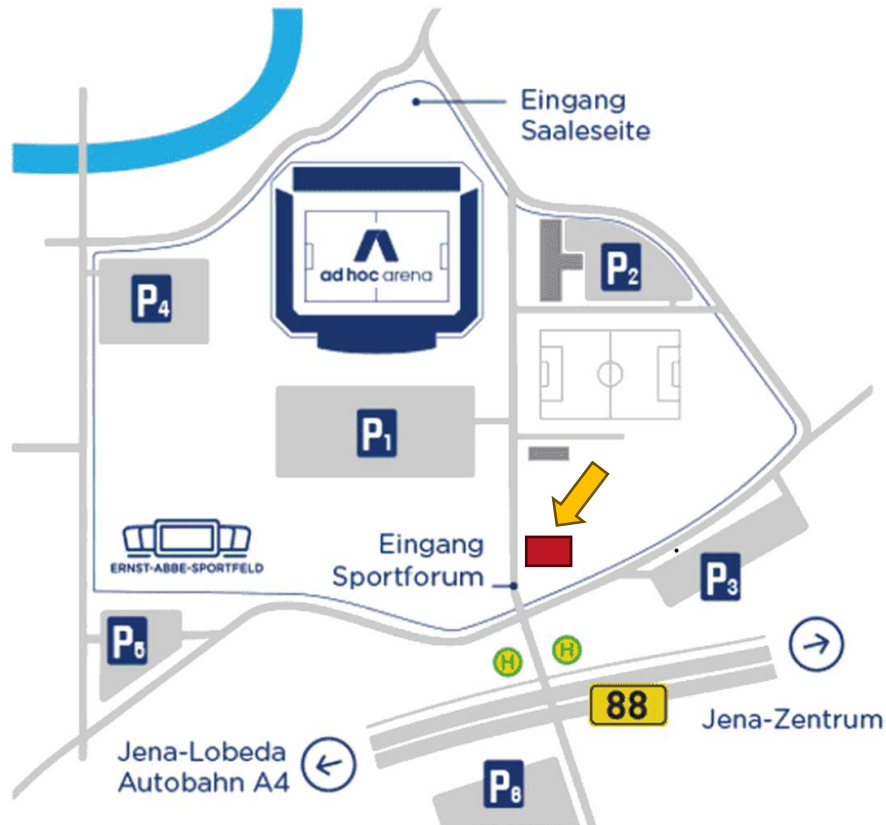 Eingang
Saaleseite
P2
ad hoc arena
P4
P1
Eingang
Sportforum
ERNST-ABBE-SPORTFELD
P3
P5
H
H
88
Jena-Zentrum
Jena-Lobeda
Autobahn A4
P8